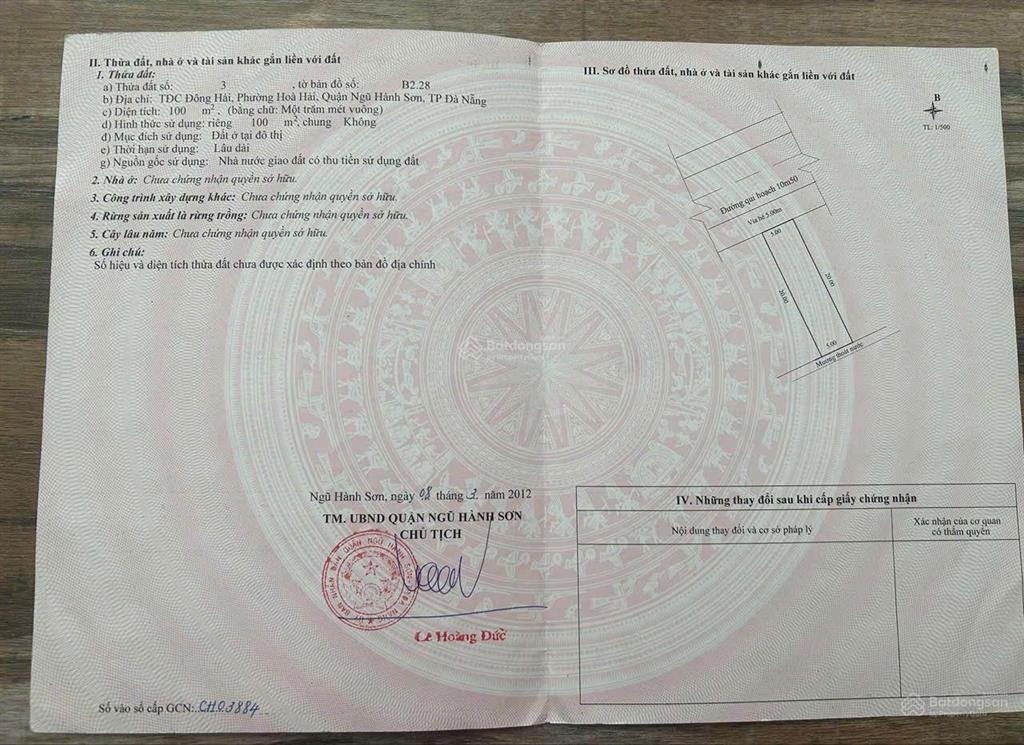 II. Thửa đất, nhà ở và tài sản khác gắn liền với đất
1. Thửa đất:
a) Thửa đất số: 3 , tờ bản đồ số: B2.28
b) Địa chỉ: TĐC Đông Hải, Phường Hoà Hải, Quận Ngũ Hành Sơn, TP Đà Nẵng
c) Diện tích: 100 m², (bằng chữ: Một trăm mét vuông)
d) Hình thức sử dụng: riêng 100 m², chung Không
đ) Mục đích sử dụng: Đất ở tại đô thị
e) Thời hạn sử dụng: Lâu dài
g) Nguồn gốc sử dụng: Nhà nước giao đất có thu tiền sử dụng đất
2. Nhà ở: Chưa chứng nhận quyền sở hữu.
3. Công trình xây dựng khác: Chưa chứng nhận quyền sở hữu.
4. Rừng sản xuất là rừng trồng: Chưa chứng nhận quyền sở hữu.
5. Cây lâu năm: Chưa chứng nhận quyền sở hữu.
6. Ghi chú:
Số hiệu và diện tích thửa đất chưa được xác định theo bản đồ địa chính
Ngũ Hành Sơn, ngày 08 tháng 3 năm 2012
TM. UBND QUẬN NGŨ HÀNH SƠN
CHỦ TỊCH
ỦY BAN NHÂN DÂN QUẬN NGŨ HÀNH SƠN
Lê Hoàng Đức
Số vào sổ cấp GCN: CH03884
III. Sơ đồ thửa đất, nhà ở và tài sản khác gắn liền với đất
B
TL: 1/500
Đường qui hoạch 10m50
Vỉa hè 5.00m
5.00
20.00
20.00
5.00
Mương thoát nước
IV. Những thay đổi sau khi cấp giấy chứng nhận
Nội dung thay đổi và cơ sở pháp lý
Xác nhận của cơ quan
có thẩm quyền
Batdongsan
Batdongsan